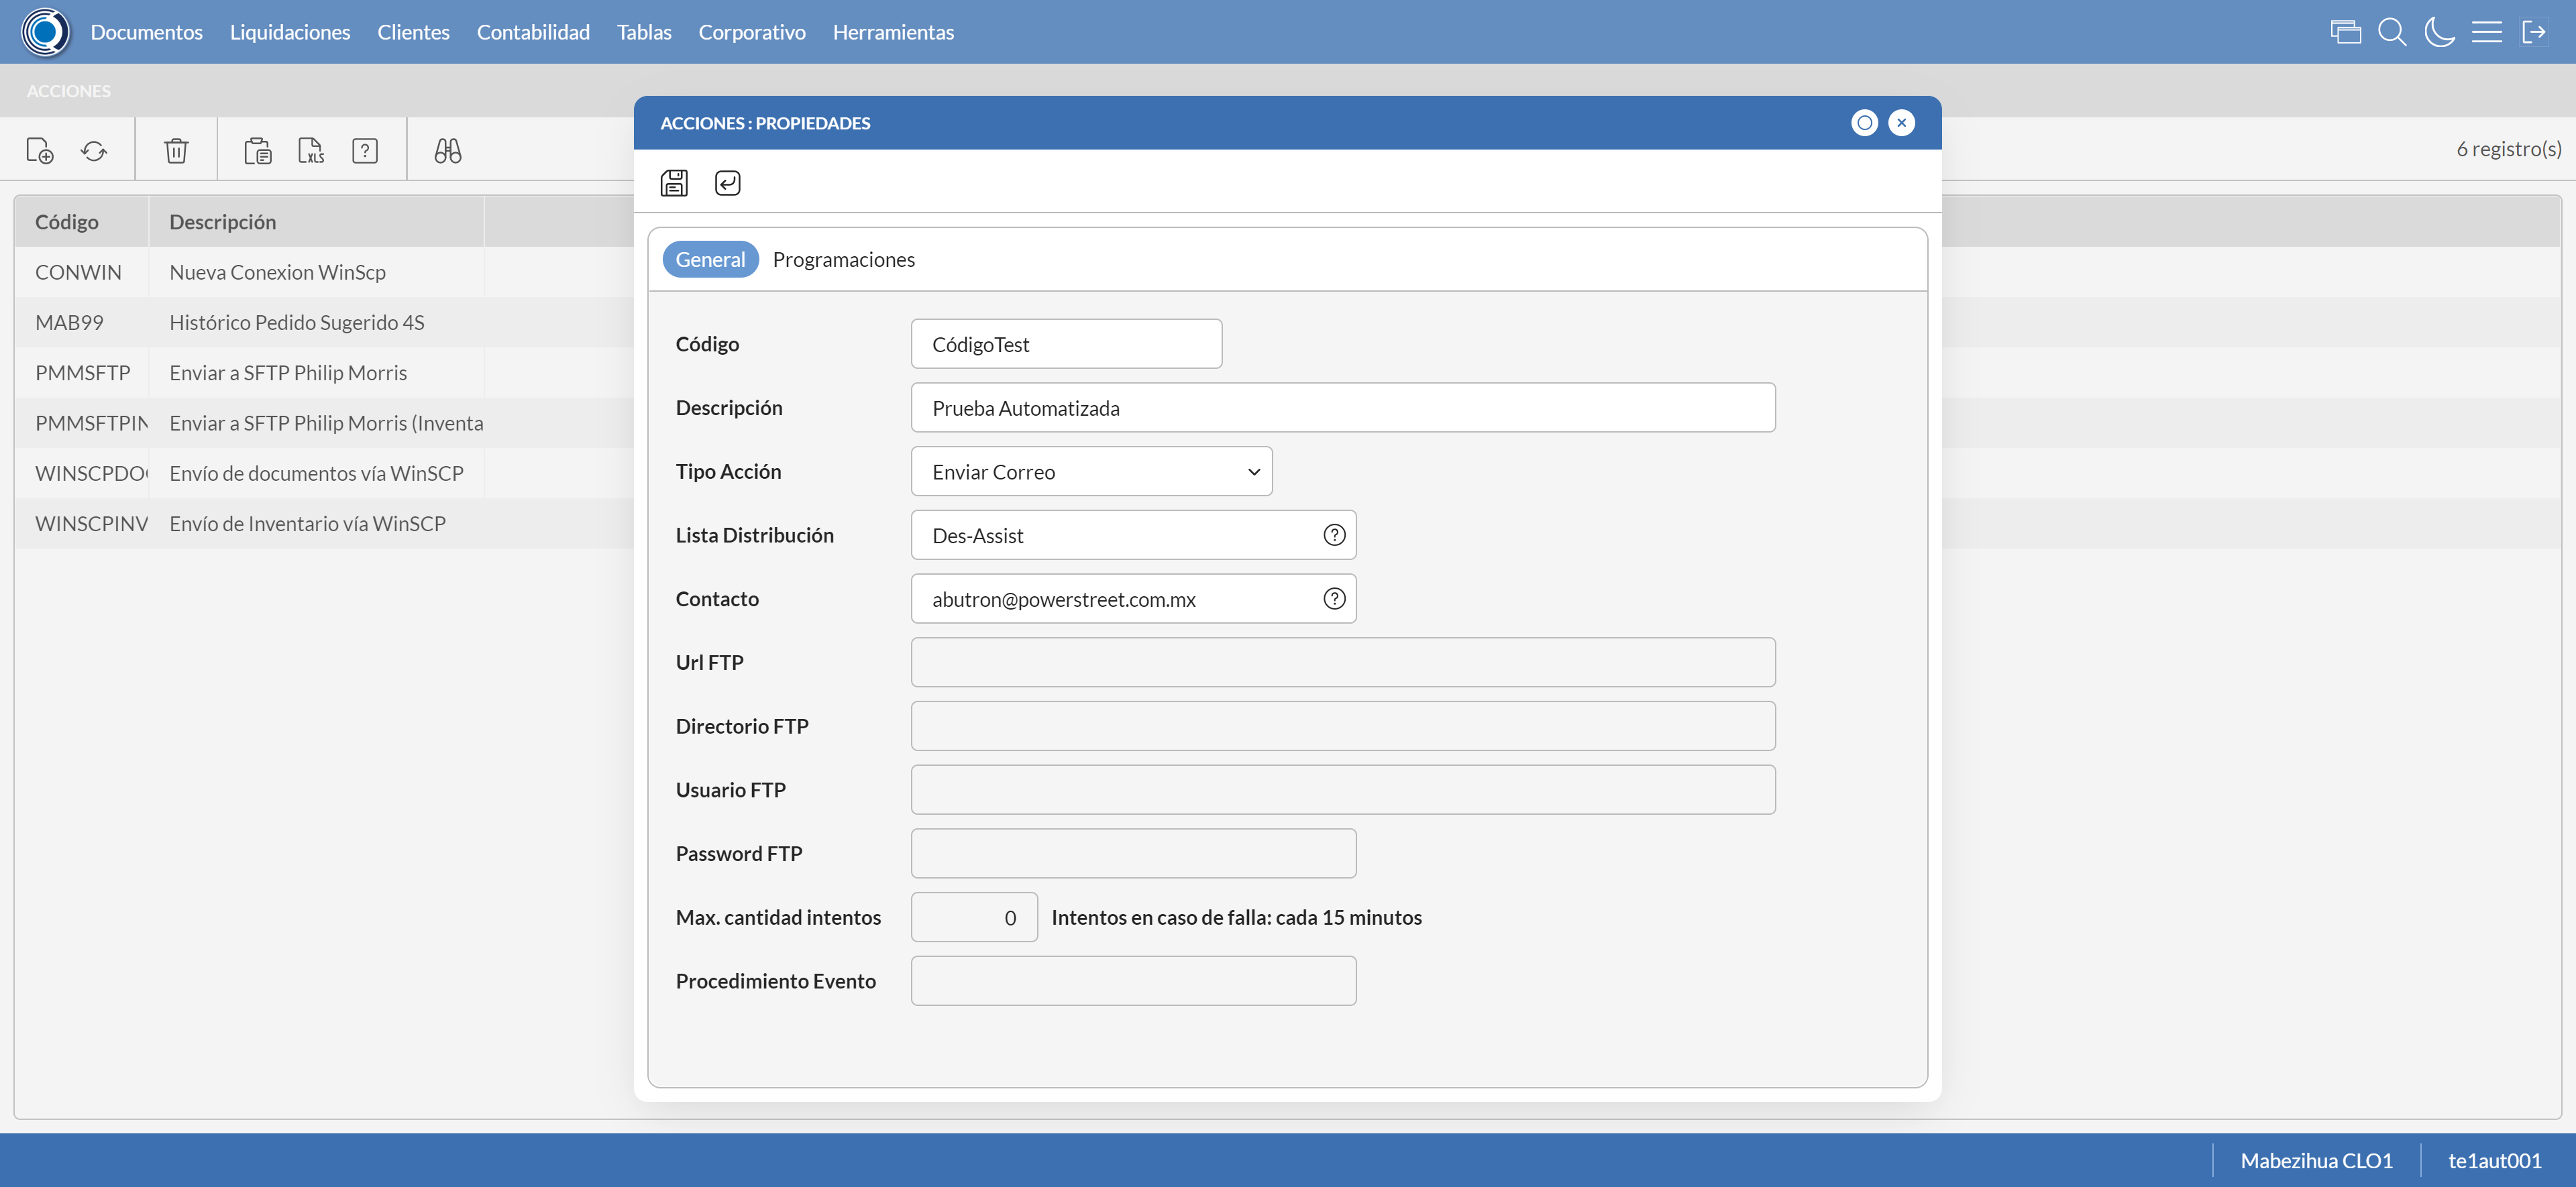 Documentos Liquidaciones Clientes Contabilidad Tablas Corporativo Herramientas
ACCIONES
XLS
6 registro(s)
Código Descripción
CONWIN Nueva Conexion WinScp
MAB99 Histórico Pedido Sugerido 4S
PMMSFTP Enviar a SFTP Philip Morris
PMMSFTPIN Enviar a SFTP Philip Morris (Inventa
WINSCPDO Envío de documentos vía WinSCP
WINSCPINV Envío de Inventario vía WinSCP
ACCIONES : PROPIEDADES
General Programaciones
Código CódigoTest
Descripción Prueba Automatizada
Tipo Acción Enviar Correo
Lista Distribución Des-Assist
Contacto abutron@powerstreet.com.mx
Url FTP
Directorio FTP
Usuario FTP
Password FTP
Max. cantidad intentos 0 Intentos en caso de falla: cada 15 minutos
Procedimiento Evento
Mabezihua CLO1 te1aut001